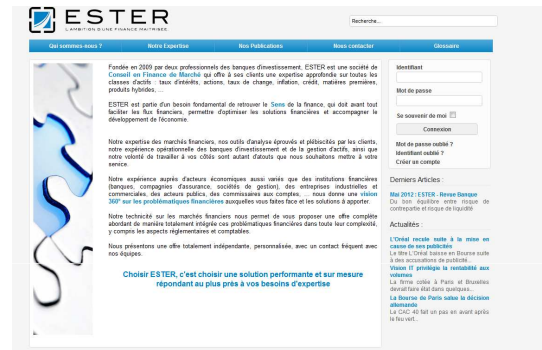 ESTER
L'AMBITION D'UNE FINANCE MAITRISEE
Recherche...
Qui sommes-nous ?
Notre Expertise
Nos Publications
Nous contacter
Glossaire
Fondée en 2009 par deux professionnels des banques d'investissement, ESTER est une société de
Conseil en Finance de Marché qui offre à ses clients une expertise approfondie sur toutes les
classes d'actifs : taux d'intérêts, actions, taux de change, inflation, crédit, matières premières,
produits hybrides, ...
ESTER est partie d'un besoin fondamental de retrouver le Sens de la finance, qui doit avant tout
faciliter les flux financiers, permettre d'optimiser les solutions financières et accompagner le
développement de l'économie.
Notre expertise des marchés financiers, nos outils d'analyse éprouvés et plébiscités par les clients,
notre expérience opérationnelle des banques d'investissement et de la gestion d'actifs, ainsi que
notre volonté de travailler à vos côtés sont autant d'atouts que nous souhaitons mettre à votre
service.
Notre expérience auprès d'acteurs économiques aussi variés que des institutions financières
(banques, compagnies d'assurance, sociétés de gestion), des entreprises industrielles et
commerciales, des acteurs publics, des commissaires aux comptes, ... nous donne une vision
360° sur les problématiques financières auxquelles vous faites face et les solutions à apporter.
Notre technicité sur les marchés financiers nous permet de vous proposer une offre complète
abordant de manière totalement intégrée ces problématiques financières dans toute leur complexité,
y compris les aspects réglementaires et comptables.
Nous présentons une offre totalement indépendante, personnalisée, avec un contact fréquent avec
nos équipes.
Choisir ESTER, c'est choisir une solution performante et sur mesure
répondant au plus près à vos besoins d'expertise
Identifiant
Mot de passe
Se souvenir de moi
Connexion
Mot de passe oublié ?
Identifiant oublié ?
Créer un compte
Derniers Articles :
Mai 2012 : ESTER - Revue Banque
Du bon équilibre entre risque de
contrepartie et risque de liquidité
Actualités :
L'Oréal recule suite à la mise en
cause de ses publicités
Le titre L'Oréal baisse en Bourse suite
à des accusations de publicité...
Vision IT privilégie la rentabilité aux
volumes
La firme cotée à Paris et Bruxelles
devrait faire état dans quelques...
La Bourse de Paris salue la décision
allemande
Le CAC 40 fait un pas en avant après
le feu vert...